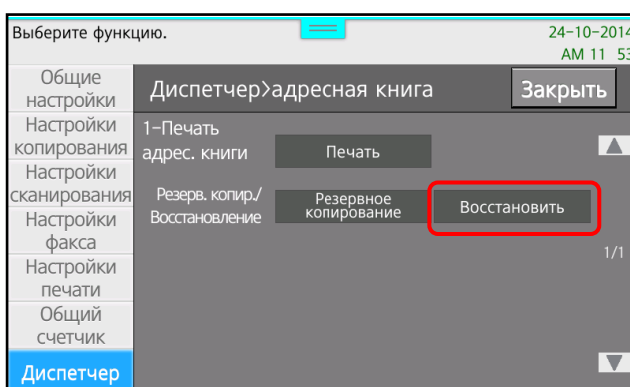 Выберите функцию.
24-10-2014
AM 11 53
Общие
настройки
Настройки
копирования
Настройки
сканирования
Настройки
факса
Настройки
печати
Общий
счетчик
Диспетчер
Диспетчер>адресная книга
Закрыть
1-Печать
адрес. книги
Печать
Резерв. копир./
Восстановление
Резервное
копирование
Восстановить
1/1